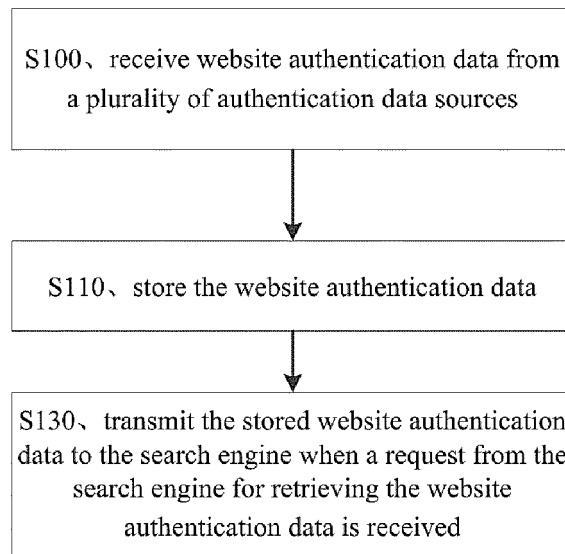 S100、receive website authentication data from
a plurality of authentication data sources
S110、store the website authentication data
S130、transmit the stored website authentication
data to the search engine when a request from the
search engine for retrieving the website
authentication data is received